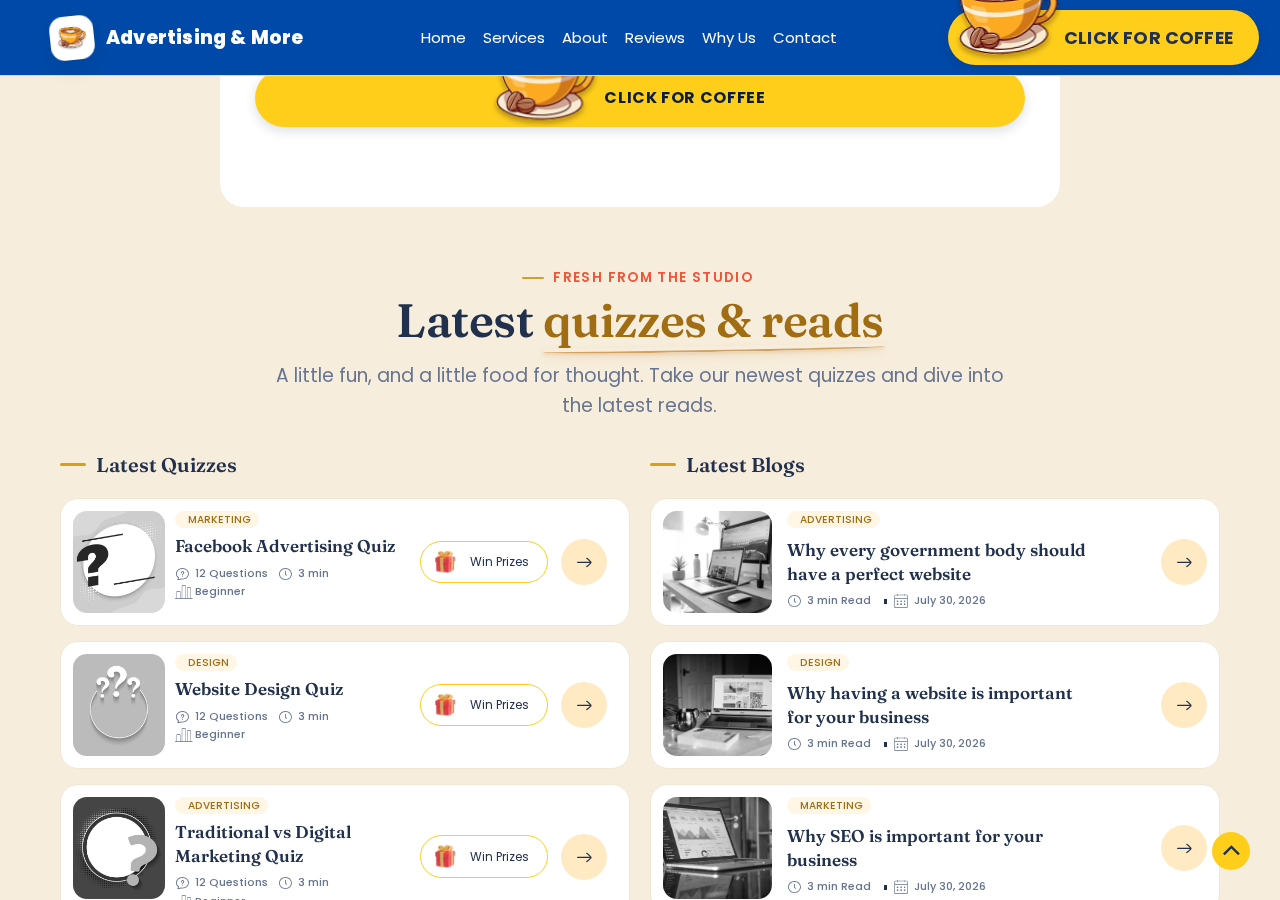 Advertising & More
Home Services About Reviews Why Us Contact
CLICK FOR COFFEE
CLICK FOR COFFEE
FRESH FROM THE STUDIO
Latest quizzes & reads
A little fun, and a little food for thought. Take our newest quizzes and dive into
the latest reads.
Latest Quizzes
MARKETING
Facebook Advertising Quiz
12 Questions 3 min
Beginner
Win Prizes
DESIGN
Website Design Quiz
12 Questions 3 min
Beginner
Win Prizes
ADVERTISING
Traditional vs Digital
Marketing Quiz
12 Questions 3 min
Beginner
Win Prizes
Latest Blogs
ADVERTISING
Why every government body should
have a perfect website
3 min Read July 30, 2026
DESIGN
Why having a website is important
for your business
3 min Read July 30, 2026
MARKETING
Why SEO is important for your
business
3 min Read July 30, 2026